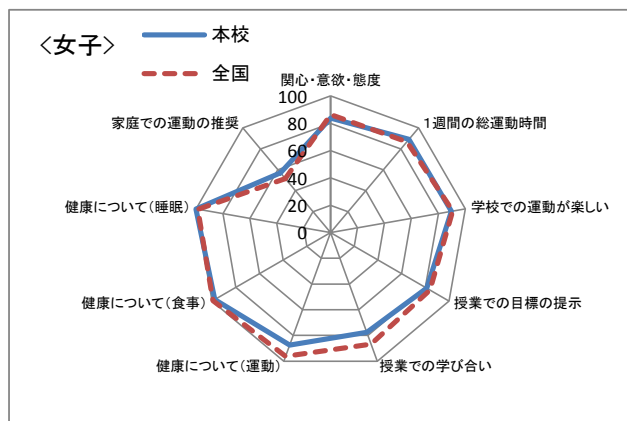 <女子>
本校
全国
関心・意欲・態度
1週間の総運動時間
学校での運動が楽しい
授業での目標の提示
授業での学び合い
健康について(運動)
健康について(食事)
健康について(睡眠)
家庭での運動の推奨
100
80
60
40
20
0